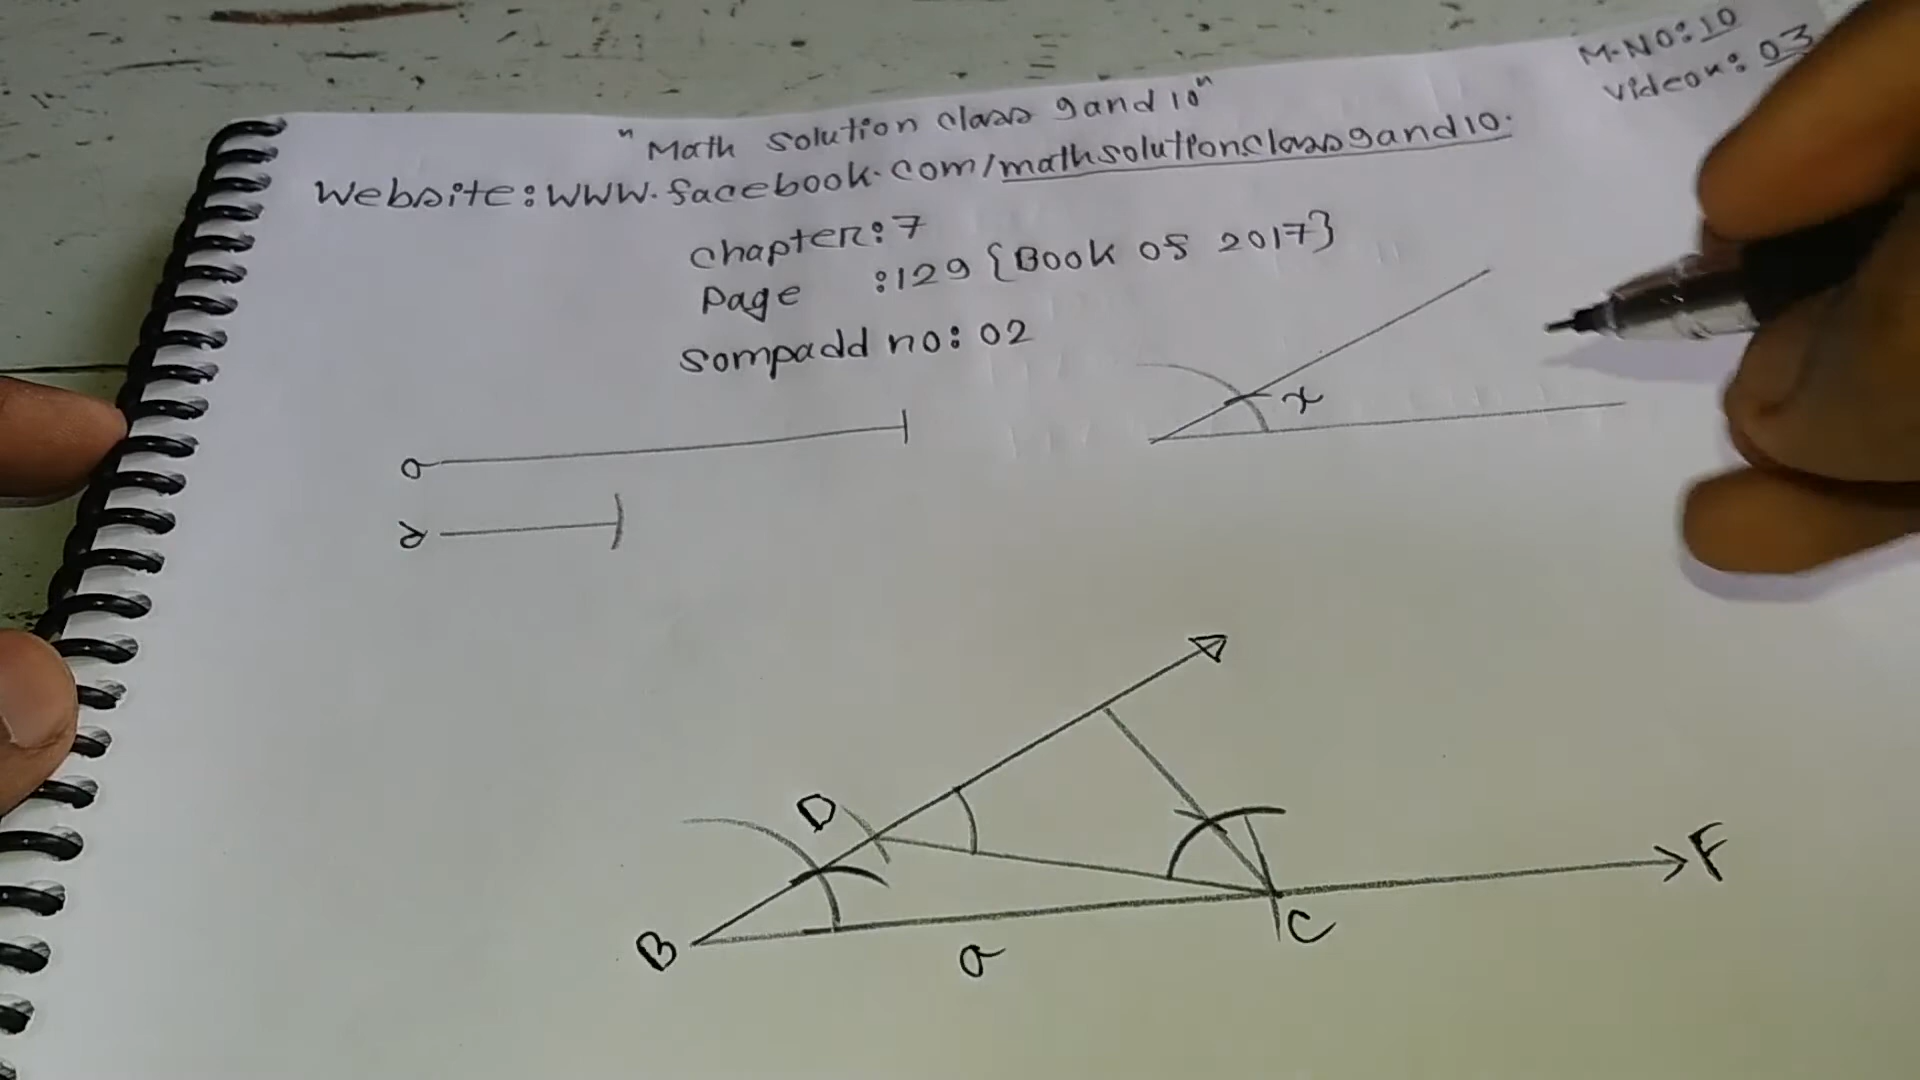 M.NO:10
Video n: 03
"Math solution class 9 and 10"
Website:WWW.facebook.com/mathsolutionclass9and10.
Chapter:7
Page :129 {Book of 2017}
Sompadd no: 02
a
x
d
D
F
B
a
C